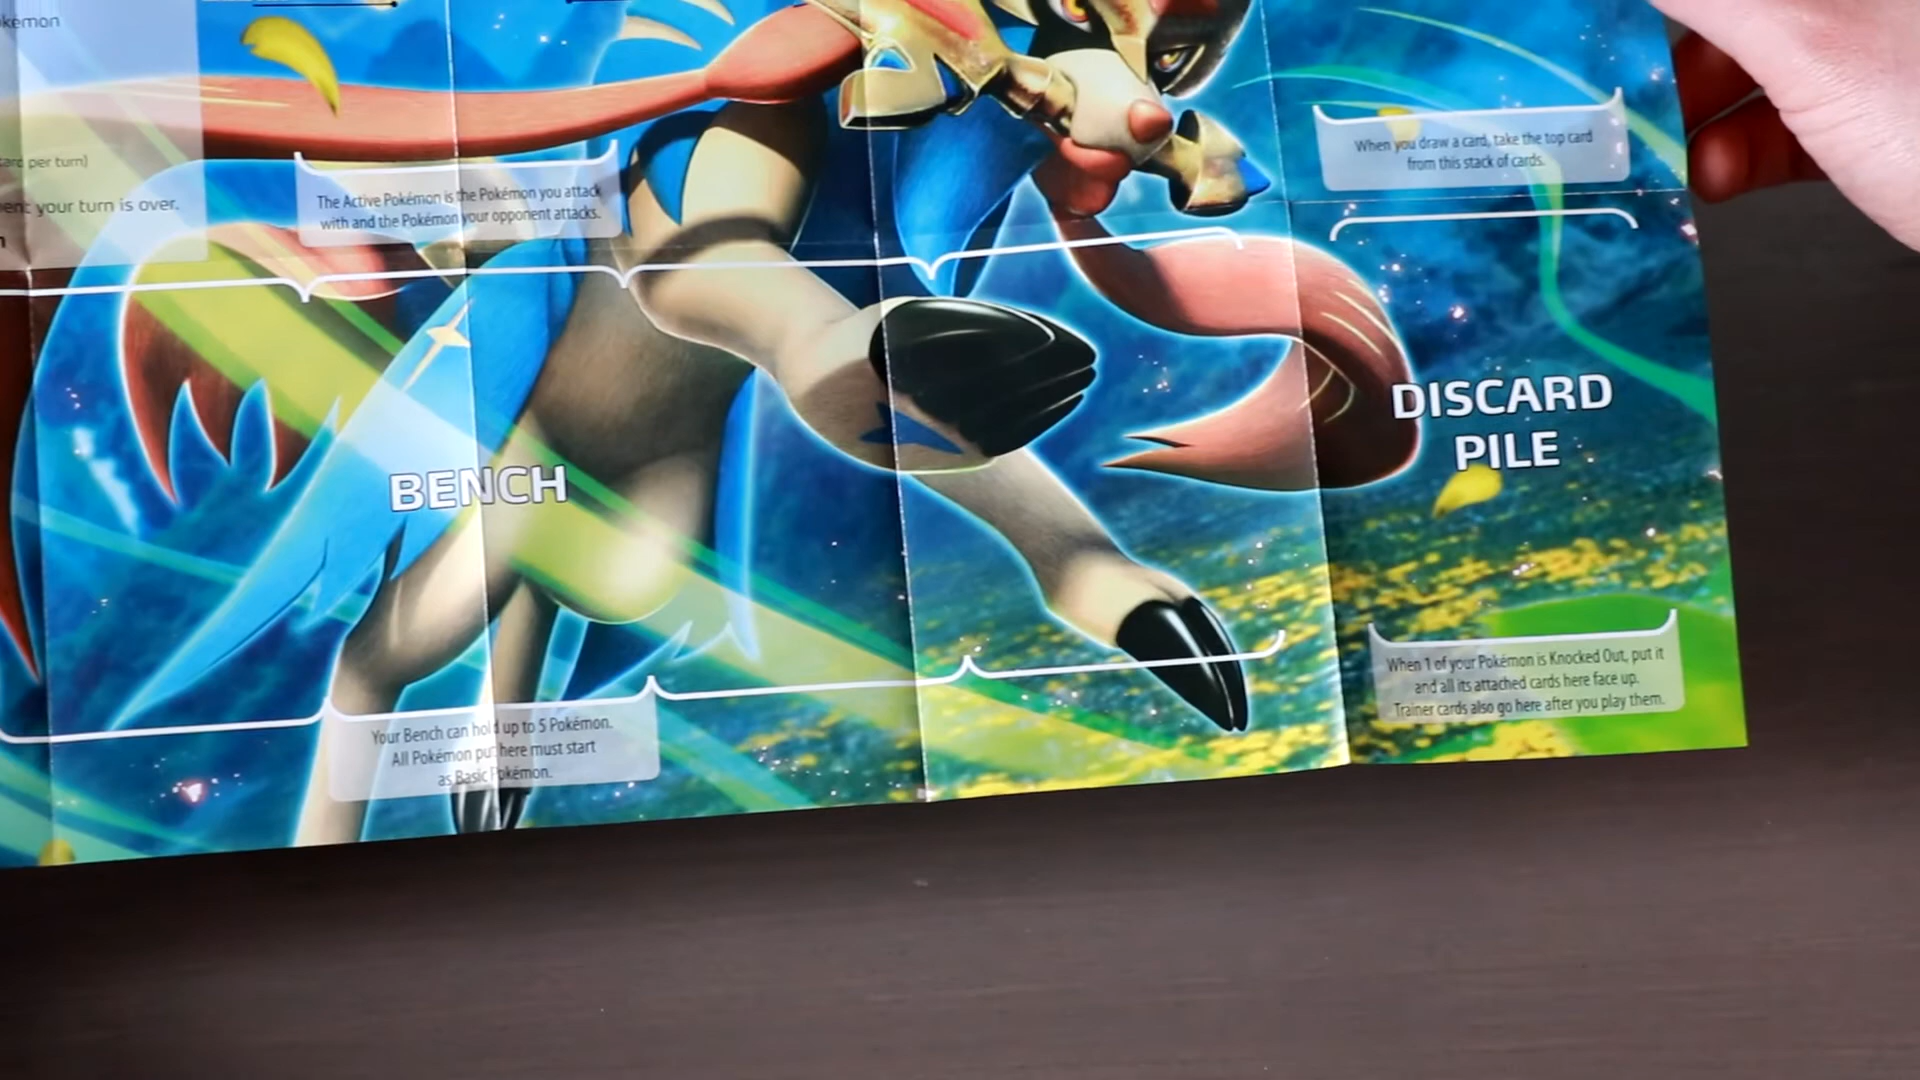 kemon
card per turn)
your turn is over.
The Active Pokémon is the Pokémon you attack
with and the Pokémon your opponent attacks.
When you draw a card, take the top card
from this stack of cards.
BENCH
DISCARD
PILE
When 1 of your Pokémon is Knocked Out, put it
and all its attached cards here face up.
Trainer cards also go here after you play them.
Your Bench can hold up to 5 Pokémon.
All Pokémon put here must start
as Basic Pokémon.